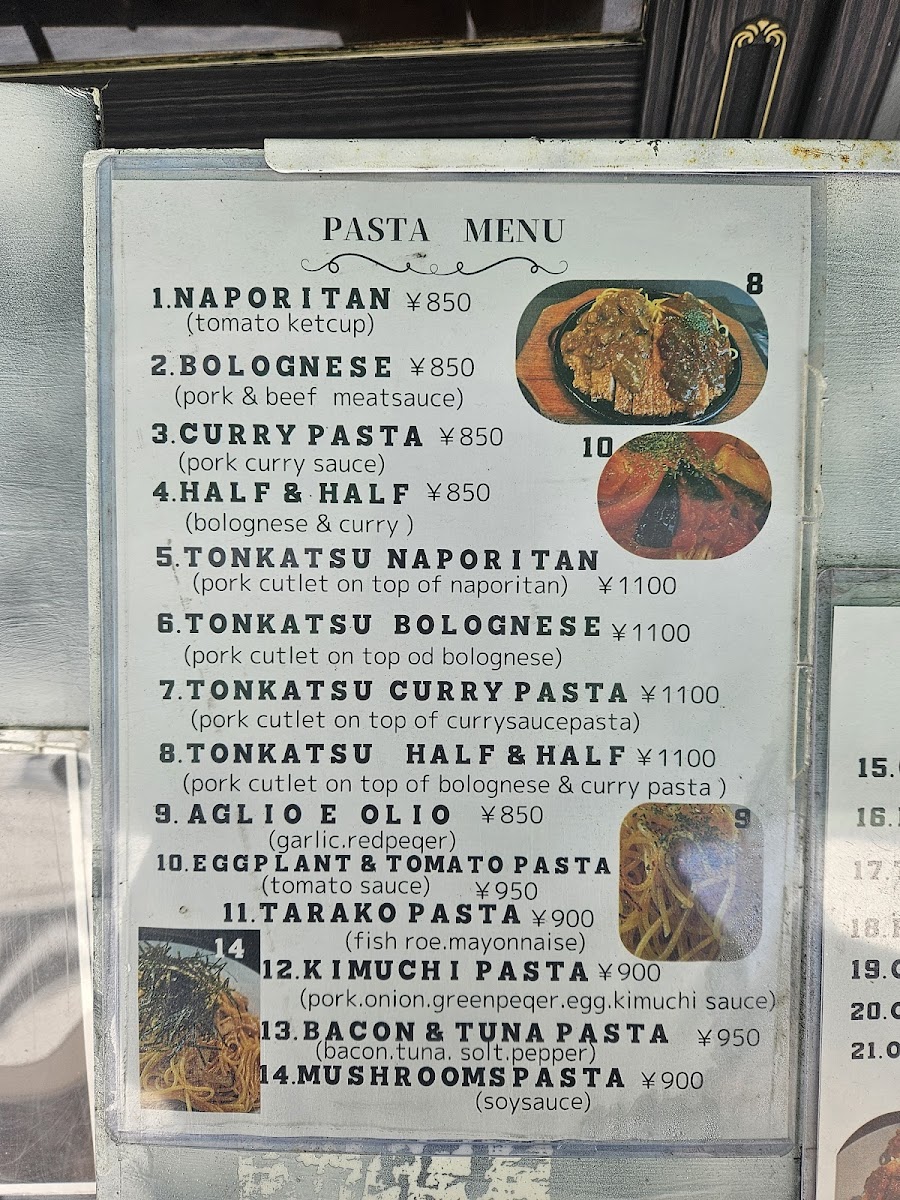 PASTA MENU
1.NAPORITAN ¥850
(tomato ketcup)
2.BOLOGNESE ¥850
(pork & beef meatsauce)
3.CURRY PASTA ¥850
(pork curry sauce)
4.HALF & HALF ¥850
(bolognese & curry )
5.TONKATSU NAPORITAN
(pork cutlet on top of naporitan) ¥1100
6.TONKATSU BOLOGNESE ¥1100
(pork cutlet on top od bolognese)
7.TONKATSU CURRY PASTA ¥1100
(pork cutlet on top of currysaucepasta)
8.TONKATSU HALF & HALF ¥1100
(pork cutlet on top of bolognese & curry pasta )
9. AGLIO E OLIO ¥850
(garlic.redpeqer)
10.EGGPLANT & TOMATO PASTA
(tomato sauce) ¥950
11.TARAKO PASTA ¥900
(fish roe.mayonnaise)
12.KIMUCHI PASTA ¥900
(pork.onion.greenpeqer.egg.kimuchi sauce)
13.BACON & TUNA PASTA ¥950
(bacon.tuna. solt.pepper)
14.MUSHROOMS PASTA ¥900
(soysauce)
8
10
9
14
15.
16.
17.
18.
19.
20.
21.